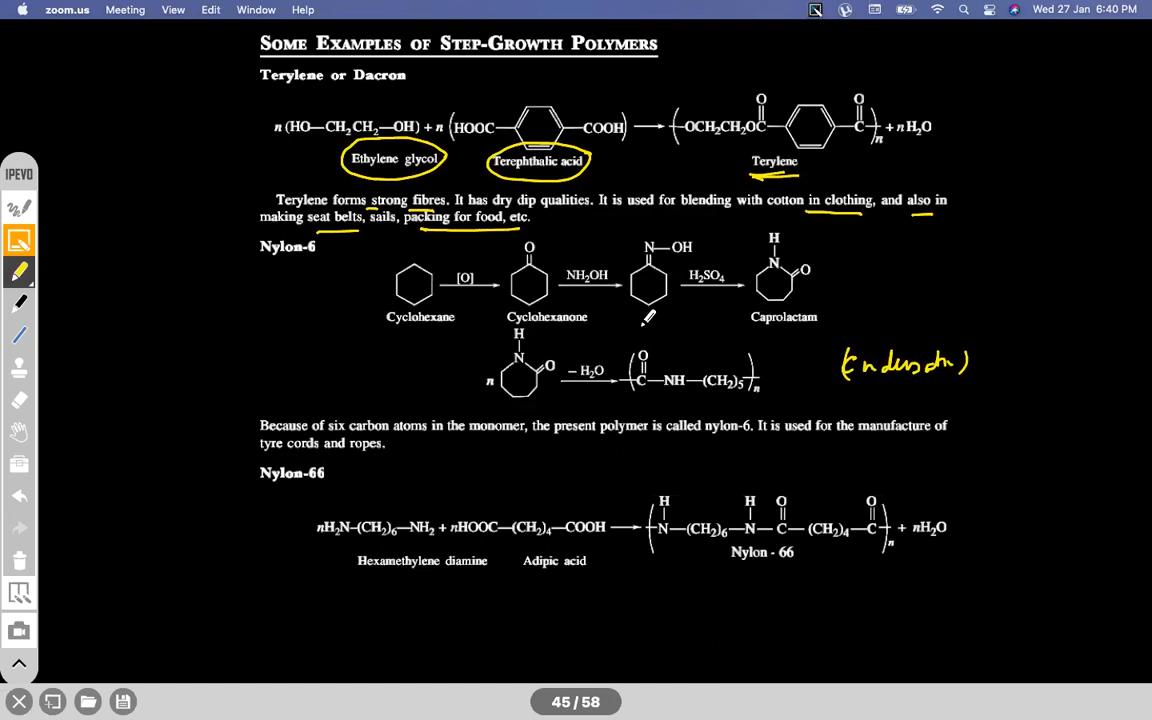 zoom.us Meeting View Edit Window Help Wed 27 Jan 6:40 PM
IPEVO
SOME EXAMPLES OF STEP-GROWTH POLYMERS
Terylene or Dacron
n (HO—CH₂CH₂—OH) + n (HOOC— —COOH) → (—OCH₂CH₂OC— —C—)n + nH₂O
O O
Ethylene glycol Terephthalic acid Terylene
Terylene forms strong fibres. It has dry dip qualities. It is used for blending with cotton in clothing, and also in
making seat belts, sails, packing for food, etc.
Nylon-6
O N—OH H
[O] NH₂OH H₂SO₄ N O
Cyclohexane Cyclohexanone Caprolactam
H
N O O
n – H₂O (—C—NH—(CH₂)₅—)n
Because of six carbon atoms in the monomer, the present polymer is called nylon-6. It is used for the manufacture of
tyre cords and ropes.
Nylon-66
H H O O
nH₂N–(CH₂)₆–NH₂ + nHOOC–(CH₂)₄–COOH → (—N—(CH₂)₆—N—C—(CH₂)₄—C—)n + nH₂O
Hexamethylene diamine Adipic acid Nylon - 66
45 / 58